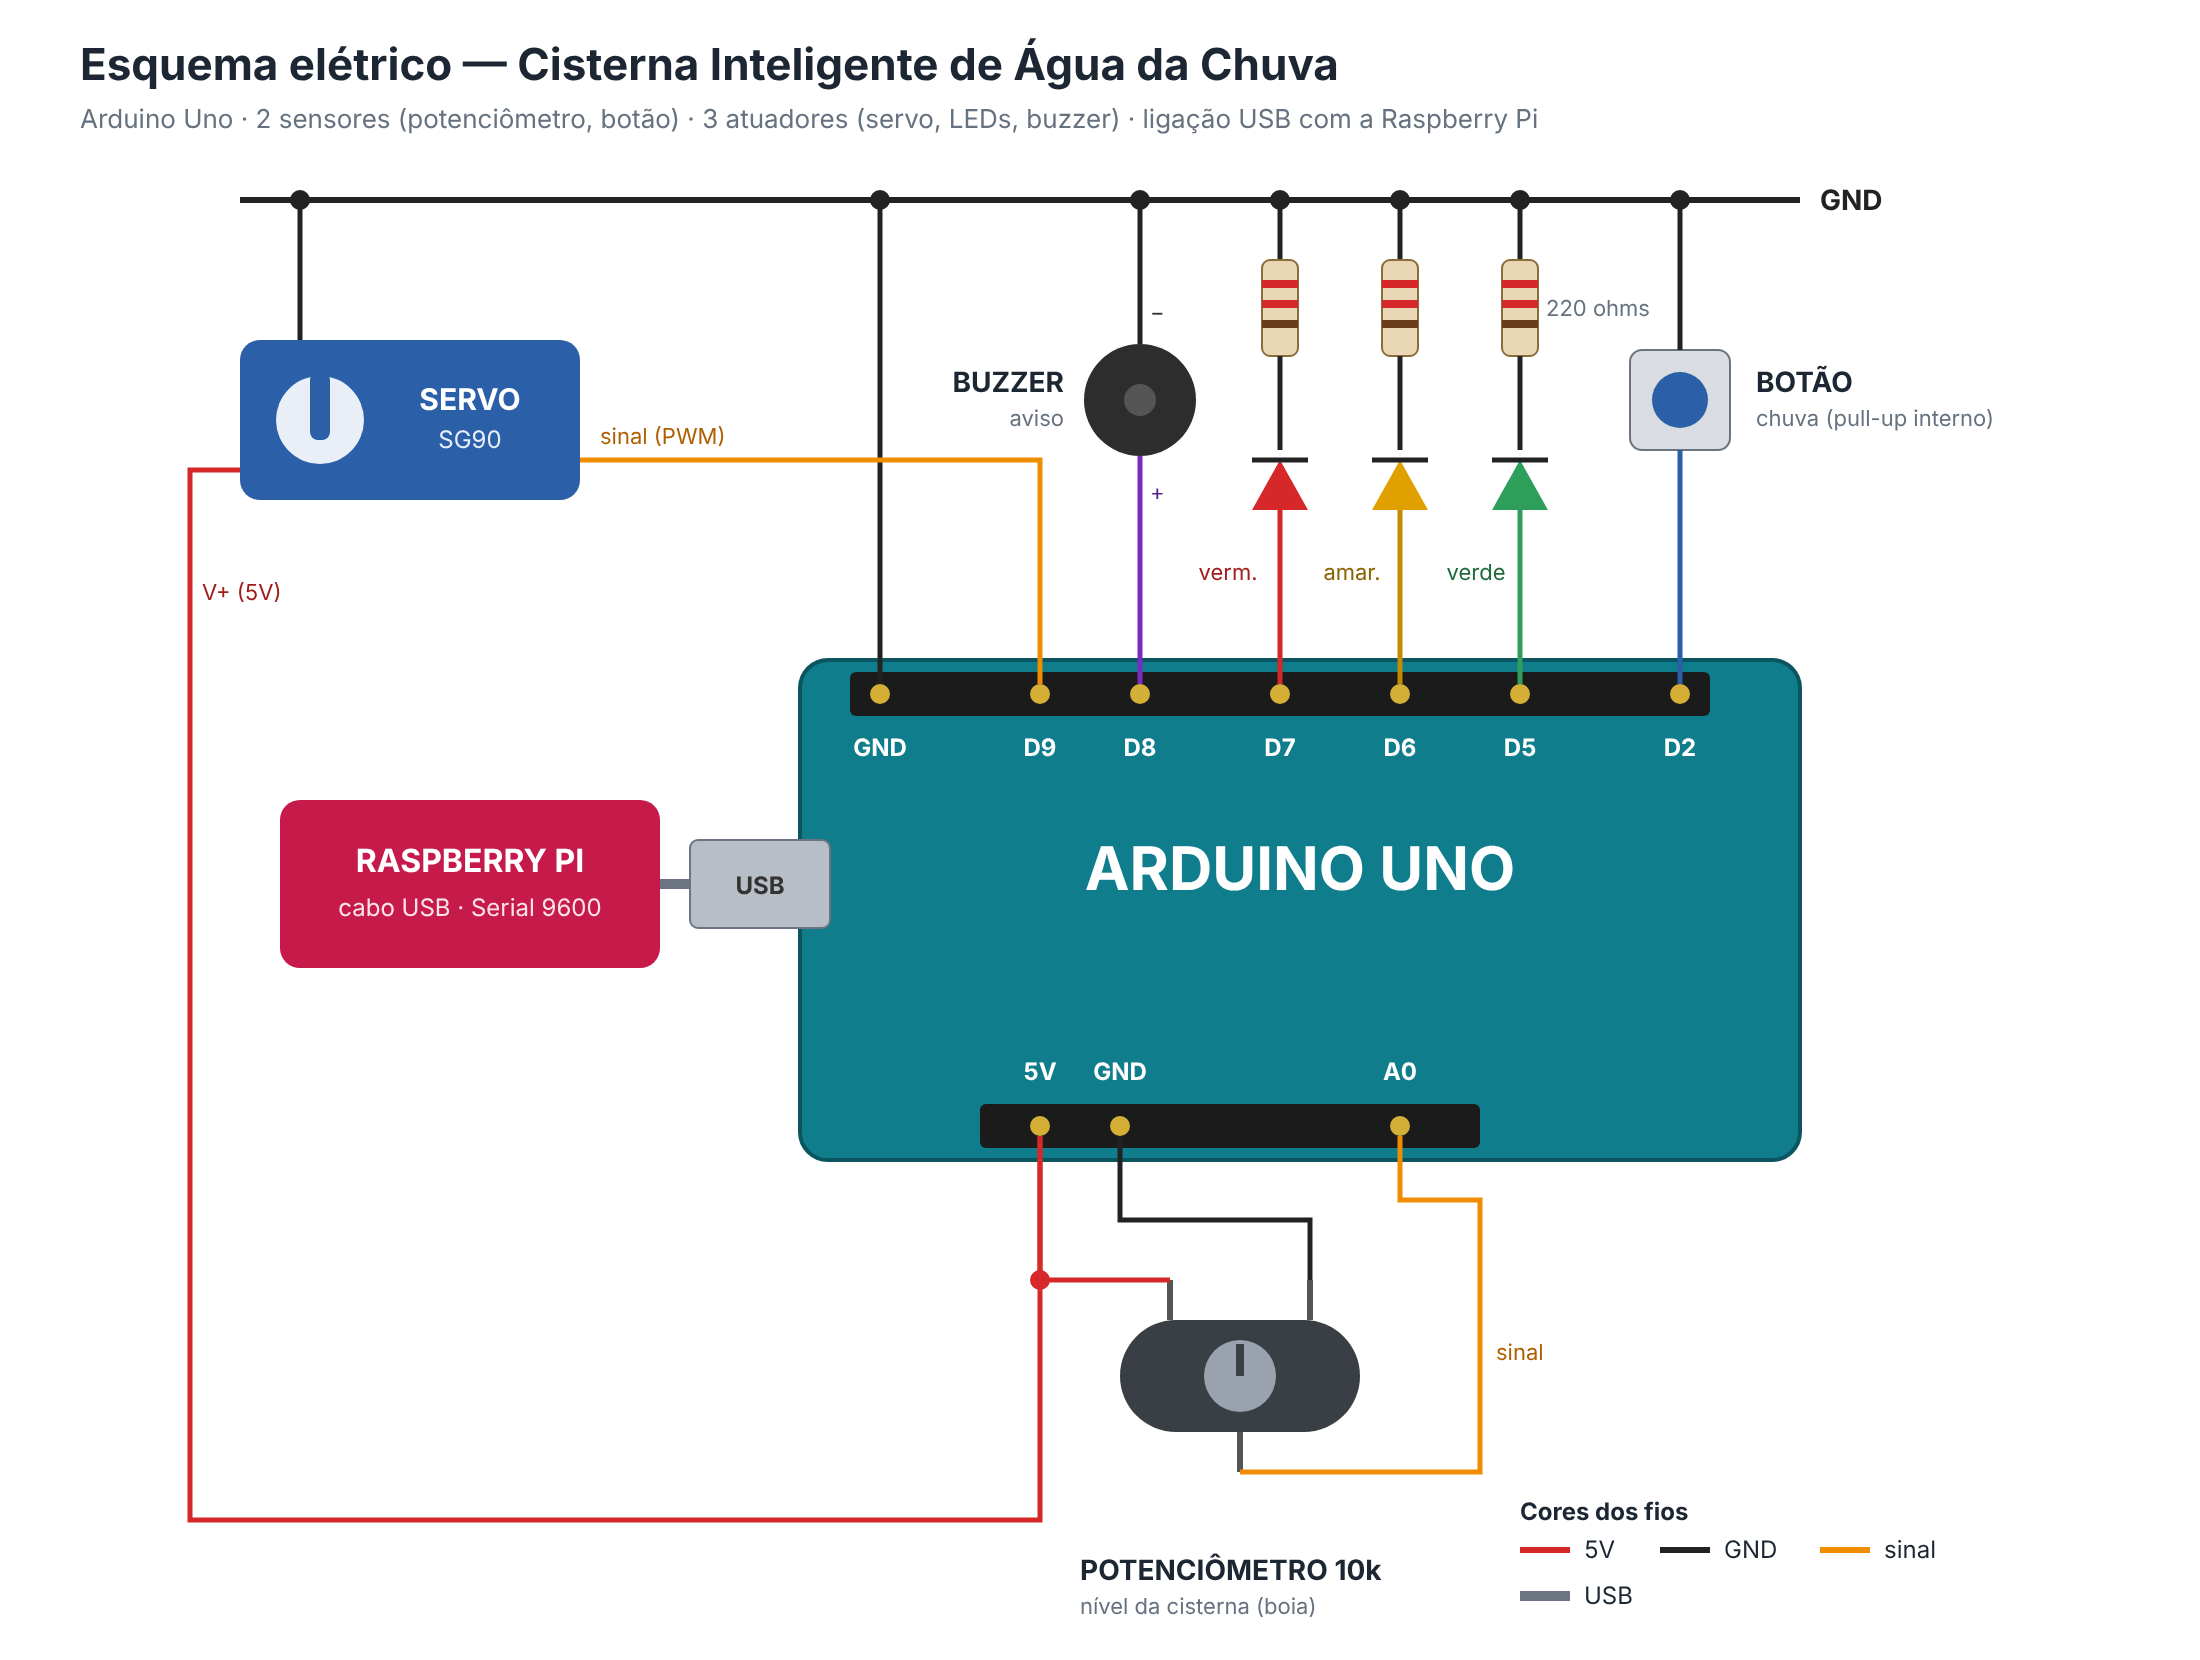 Esquema elétrico — Cisterna Inteligente de Água da Chuva
Arduino Uno · 2 sensores (potenciômetro, botão) · 3 atuadores (servo, LEDs, buzzer) · ligação USB com a Raspberry Pi
GND
–
220 ohms
SERVO
SG90
sinal (PWM)
BUZZER
aviso
BOTÃO
chuva (pull-up interno)
+
V+ (5V)
verm.
amar.
verde
GND
D9
D8
D7
D6
D5
D2
RASPBERRY PI
cabo USB · Serial 9600
USB
ARDUINO UNO
5V
GND
A0
sinal
POTENCIÔMETRO 10k
nível da cisterna (boia)
Cores dos fios
5V
GND
sinal
USB